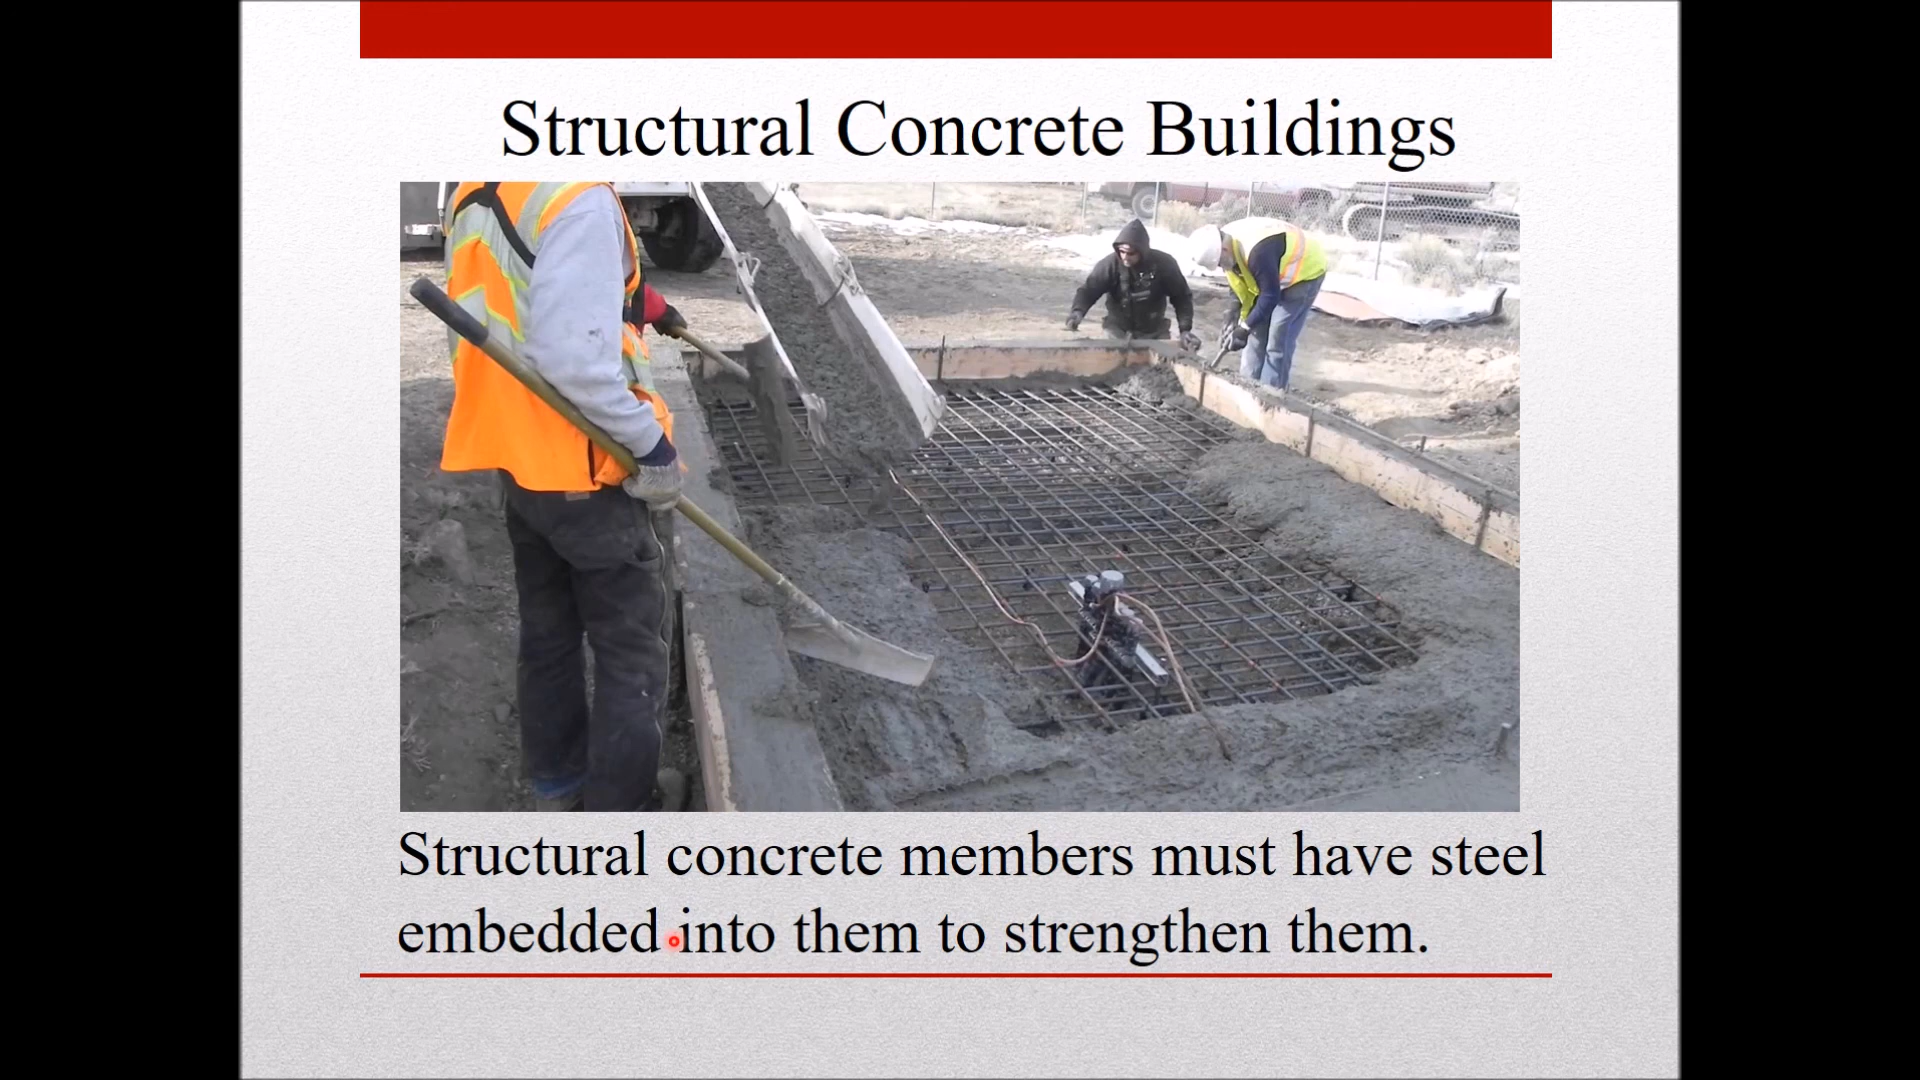 Structural Concrete Buildings
Structural concrete members must have steel
embedded into them to strengthen them.